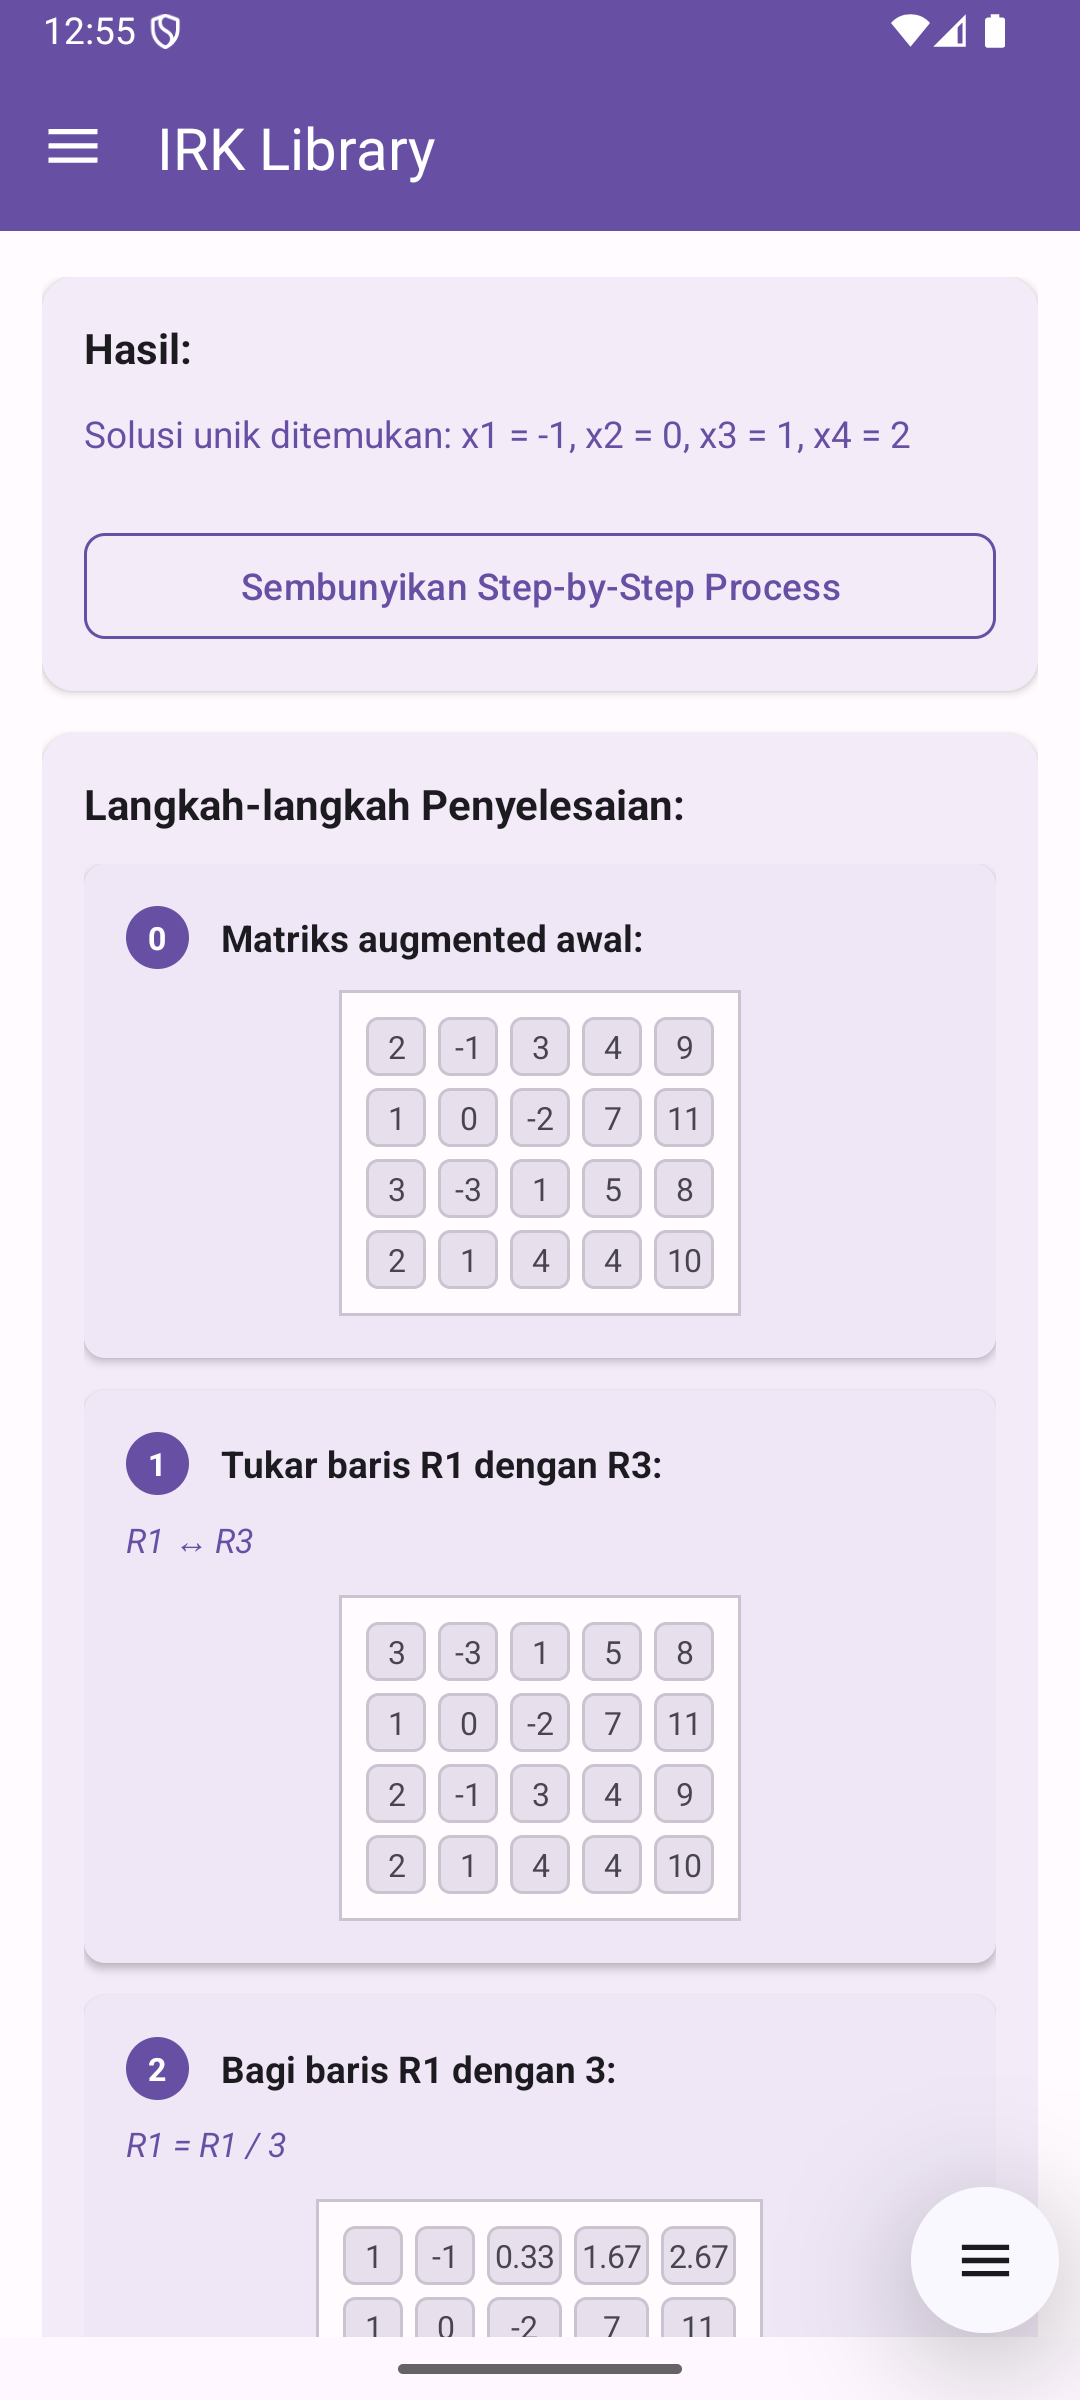 12:55
IRK Library
Hasil:
Solusi unik ditemukan: x1 = -1, x2 = 0, x3 = 1, x4 = 2
Sembunyikan Step-by-Step Process
Langkah-langkah Penyelesaian:
0 Matriks augmented awal:
2 -1 3 4 9
1 0 -2 7 11
3 -3 1 5 8
2 1 4 4 10
1 Tukar baris R1 dengan R3:
R1 ↔ R3
3 -3 1 5 8
1 0 -2 7 11
2 -1 3 4 9
2 1 4 4 10
2 Bagi baris R1 dengan 3:
R1 = R1 / 3
1 -1 0.33 1.67 2.67
1 0 -2 7 11